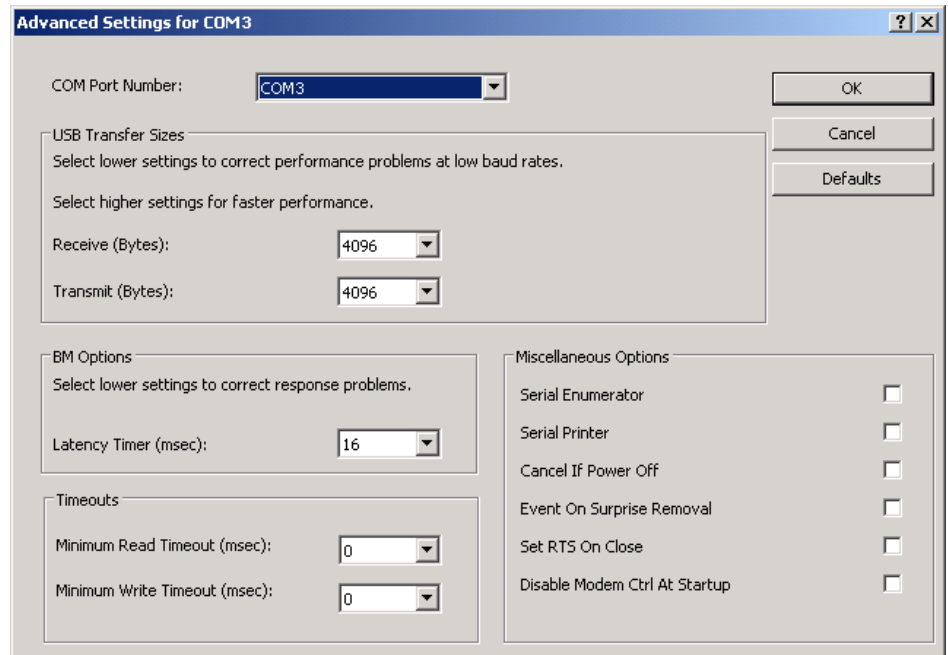 Advanced Settings for COM3
COM Port Number:
COM3
OK
Cancel
Defaults
USB Transfer Sizes
Select lower settings to correct performance problems at low baud rates.
Select higher settings for faster performance.
Receive (Bytes):
4096
Transmit (Bytes):
4096
BM Options
Select lower settings to correct response problems.
Latency Timer (msec):
16
Timeouts
Minimum Read Timeout (msec):
0
Minimum Write Timeout (msec):
0
Miscellaneous Options
Serial Enumerator
Serial Printer
Cancel If Power Off
Event On Surprise Removal
Set RTS On Close
Disable Modem Ctrl At Startup